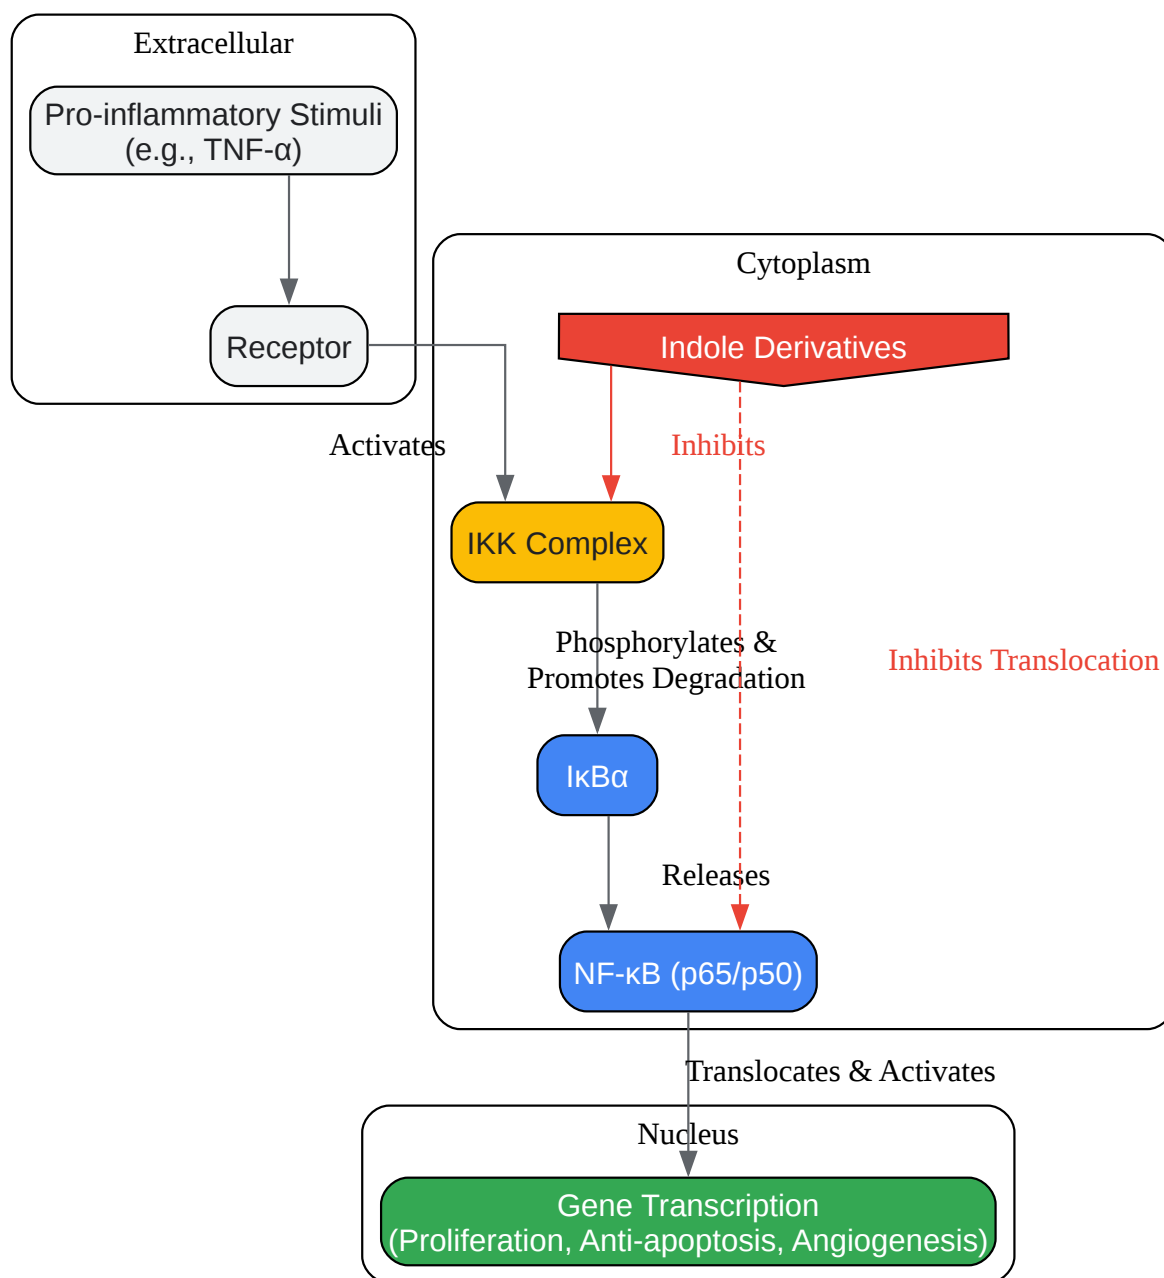 Extracellular
Pro-inflammatory Stimuli
(e.g., TNF-α)
Receptor
Cytoplasm
Indole Derivatives
Activates
Inhibits
IKK Complex
Phosphorylates &
Promotes Degradation
Inhibits Translocation
IκBα
Releases
NF-κB (p65/p50)
Translocates & Activates
Nucleus
Gene Transcription
(Proliferation, Anti-apoptosis, Angiogenesis)